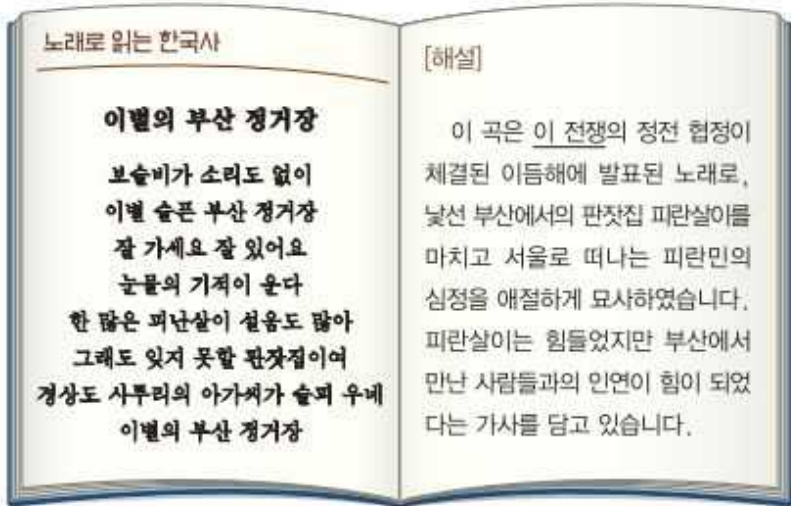 노래로 읽는 한국사
이별의 부산 정거장
보슬비가 소리도 없이
이별 슬픈 부산 정거장
잘 가세요 잘 있어요
눈물의 기적이 운다
한 많은 피난살이 설움도 많아
그래도 잊지 못할 판잣집이여
경상도 사투리의 아가씨가 슬피 우네
이별의 부산 정거장
[해설]
이 곡은 이 전쟁의 정전 협정이
체결된 이듬해에 발표된 노래로,
낯선 부산에서의 판잣집 피란살이를
마치고 서울로 떠나는 피란민의
심정을 애절하게 묘사하였습니다.
피란살이는 힘들었지만 부산에서
만난 사람들과의 인연이 힘이 되었
다는 가사를 담고 있습니다.